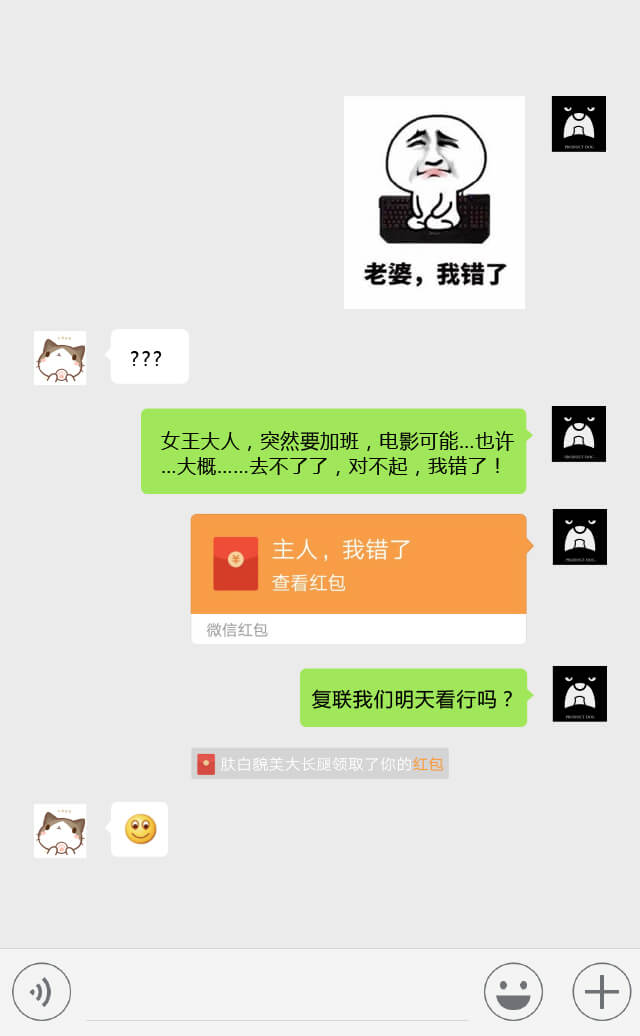 老婆，我错了
???
女王大人，突然要加班，电影可能...也许
...大概......去不了了，对不起，我错了！
主人，我错了
查看红包
微信红包
复联我们明天看行吗？
肤白貌美大长腿领取了你的红包